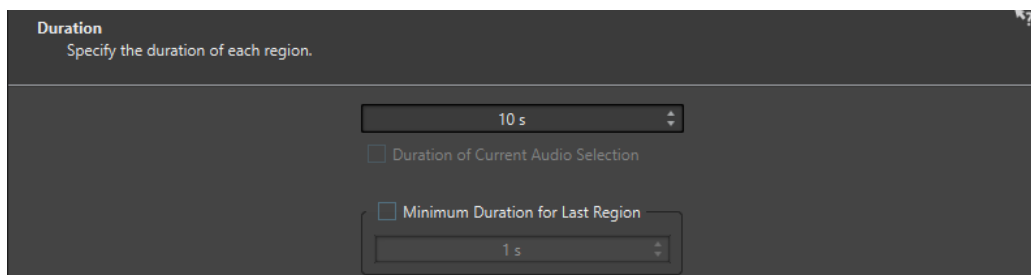 Duration
Specify the duration of each region.
10 s
Duration of Current Audio Selection
Minimum Duration for Last Region
1 s